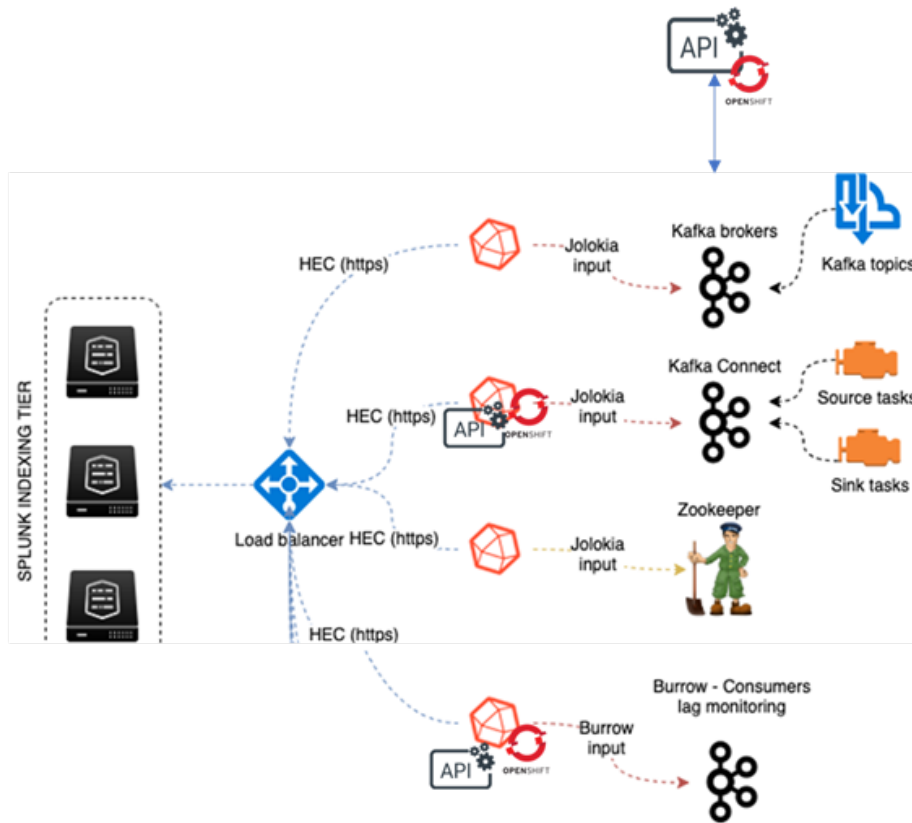 API
OPENSHIFT
Kafka brokers
Jolokia
input
HEC (https)
Kafka topics
SPLUNK INDEXING TIER
Kafka Connect
HEC (https)
API
OPENSHIFT
Jolokia
input
Source tasks
Sink tasks
Zookeeper
Load balancer
HEC (https)
Jolokia
input
HEC (https)
Burrow - Consumers
lag monitoring
Burrow
input
API
OPENSHIFT